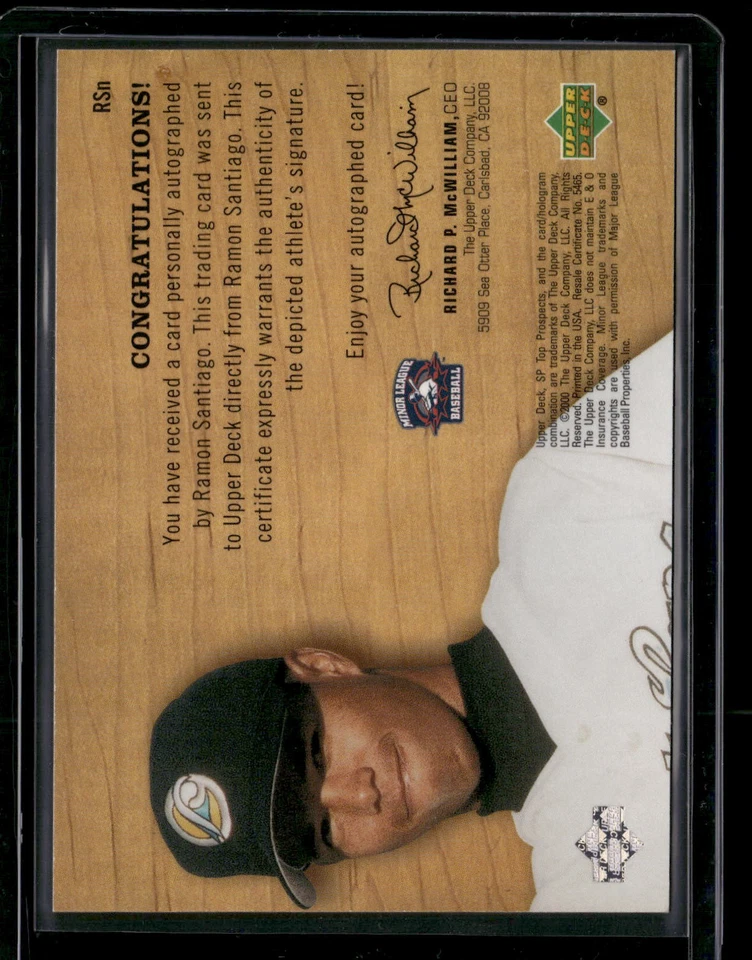 RSn
CONGRATULATIONS!
You have received a card personally autographed
by Ramon Santiago. This trading card was sent
to Upper Deck directly from Ramon Santiago. This
certificate expressly warrants the authenticity of
the depicted athlete's signature.
Enjoy your autographed card!
Richard P. McWilliam
RICHARD P. McWILLIAM, CEO
The Upper Deck Company, LLC.
5909 Sea Otter Place, Carlsbad, CA 92008
MINOR LEAGUE
BASEBALL
UPPER
DECK
®
Upper Deck, SP Top Prospects, and the card/hologram
combination are trademarks of The Upper Deck Company,
LLC. ©2000 The Upper Deck Company, LLC. All Rights
Reserved. Printed in the USA. Resale Certificate No. 5465.
The Upper Deck Company, LLC does not maintain E & O
Insurance Coverage. Minor League trademarks and
copyrights are used with permission of Major League
Baseball Properties, Inc.